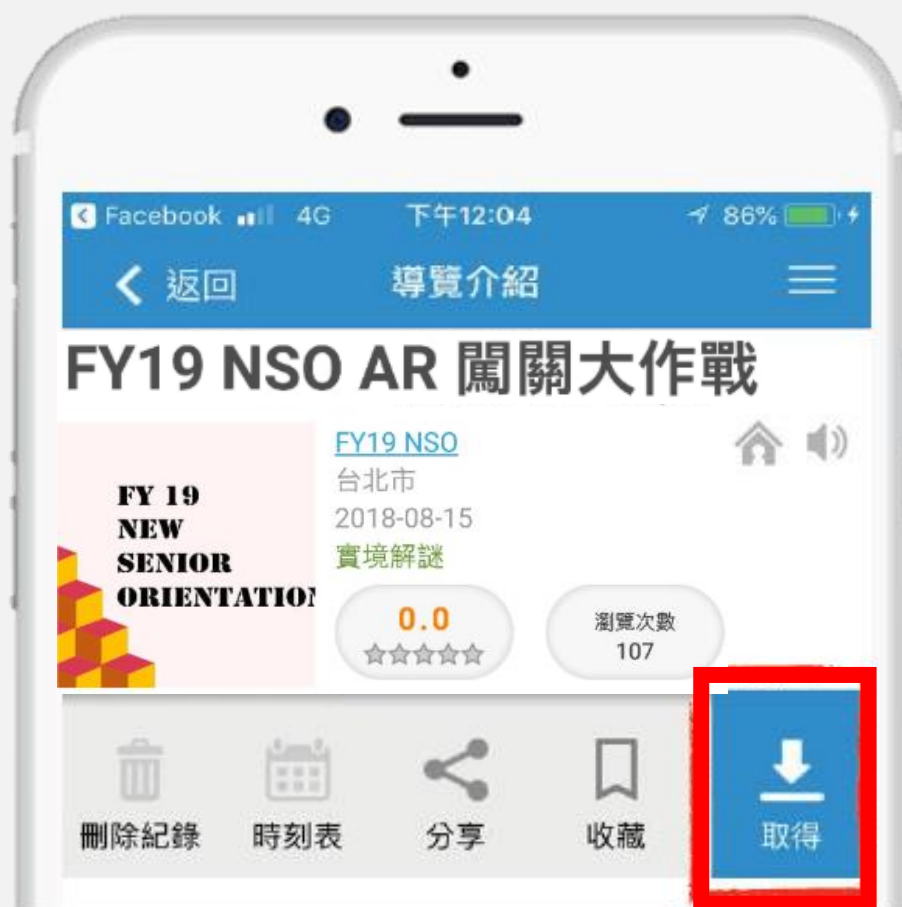 Facebook 4G 下午12:04 86%
返回 導覽介紹
FY19 NSO AR 闖關大作戰
FY 19
NEW
SENIOR
ORIENTATION
FY19 NSO
台北市
2018-08-15
實境解謎
0.0
瀏覽次數
107
刪除紀錄 時刻表 分享 收藏 取得